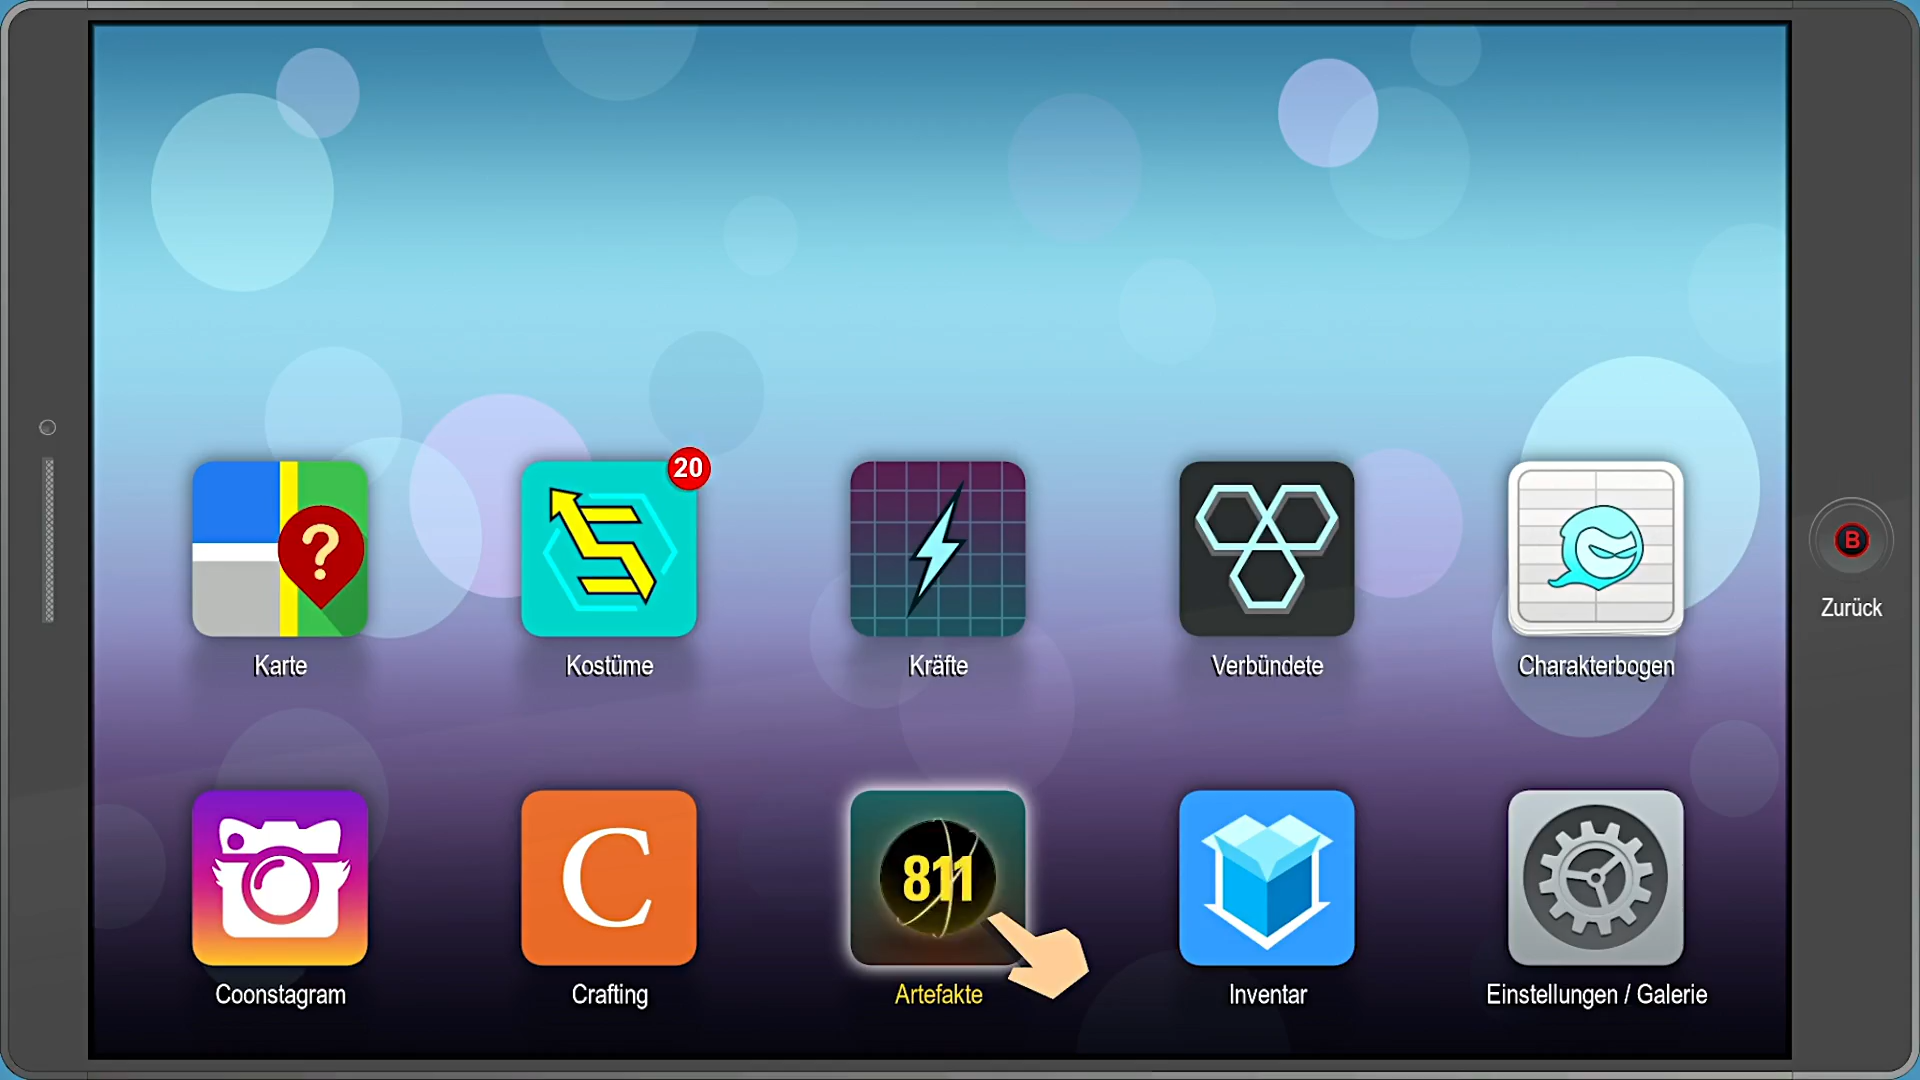 20
Karte
Kostüme
Kräfte
Verbündete
Charakterbogen
B
Zurück
C
811
Coonstagram
Crafting
Artefakte
Inventar
Einstellungen / Galerie